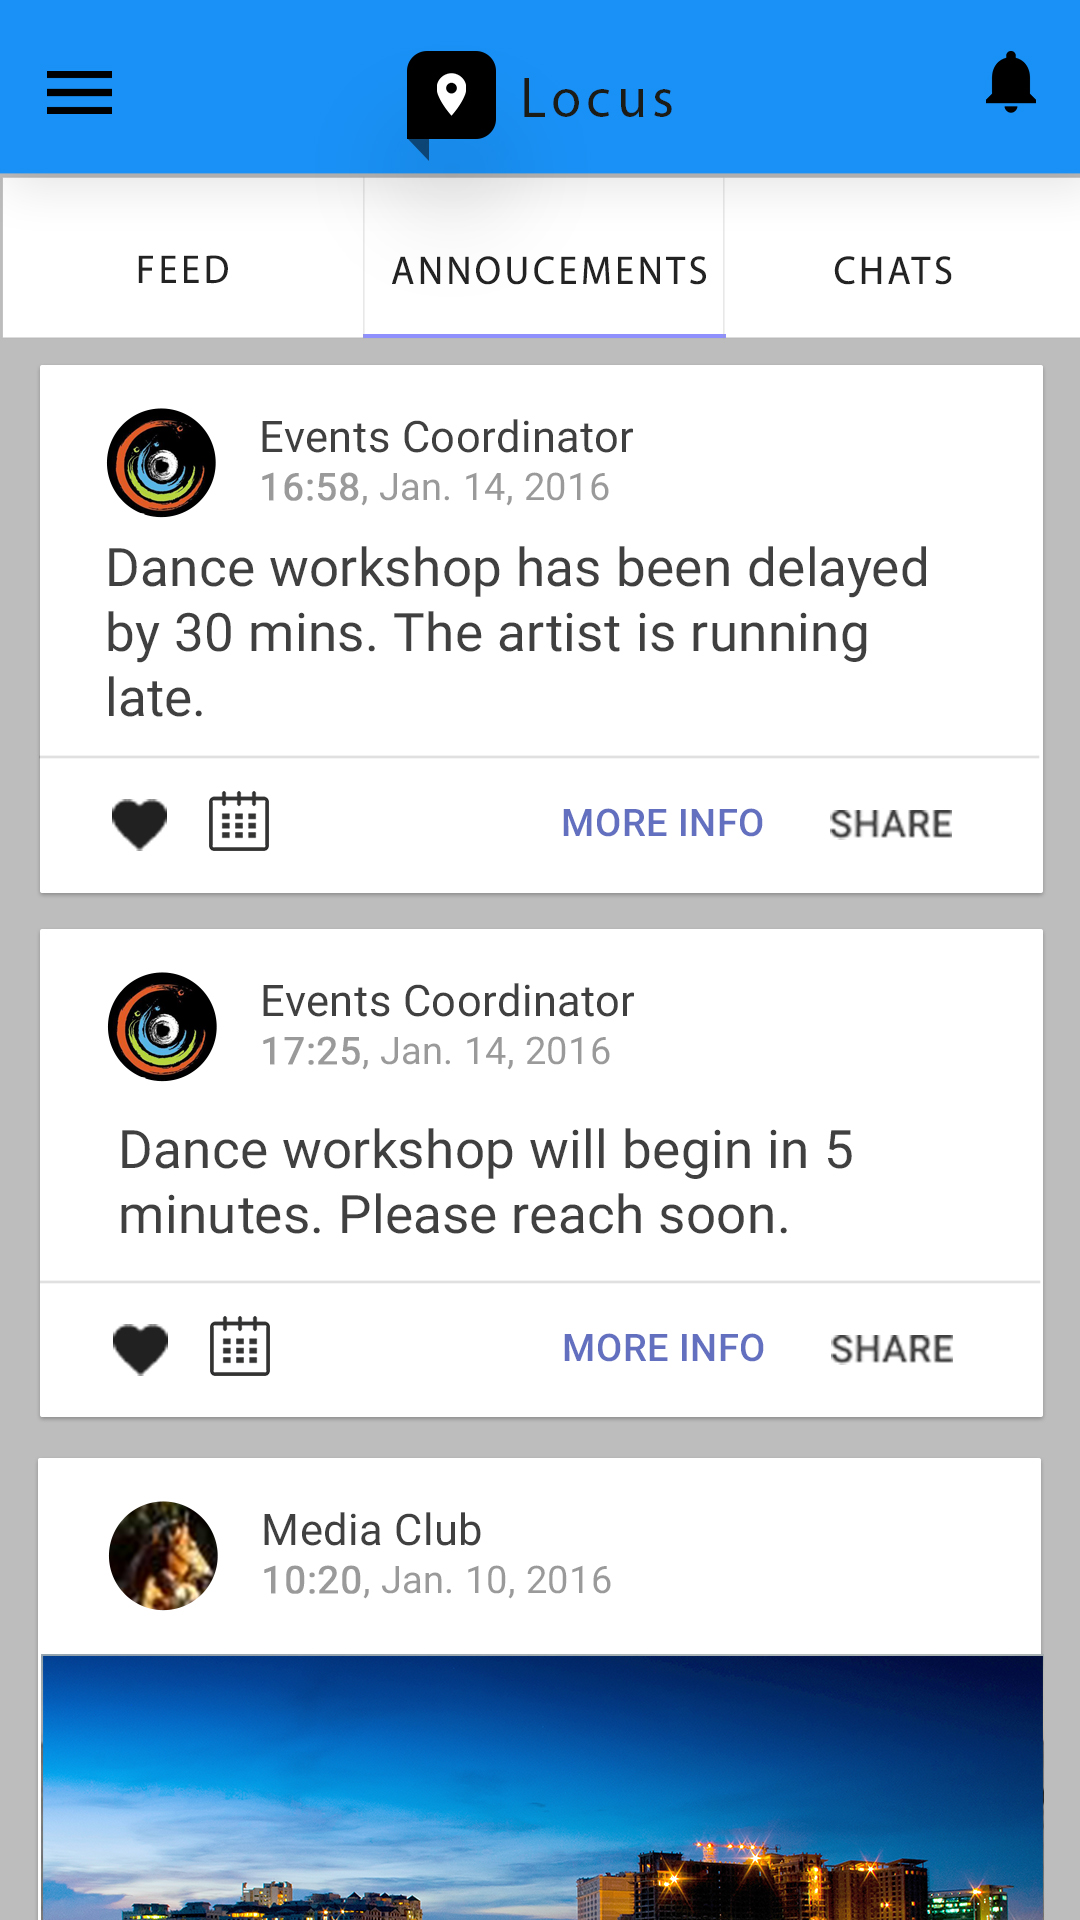 Locus
FEED
ANNOUCEMENTS
CHATS
Events Coordinator
16:58, Jan. 14, 2016
Dance workshop has been delayed
by 30 mins. The artist is running
late.
MORE INFO
SHARE
Events Coordinator
17:25, Jan. 14, 2016
Dance workshop will begin in 5
minutes. Please reach soon.
MORE INFO
SHARE
Media Club
10:20, Jan. 10, 2016